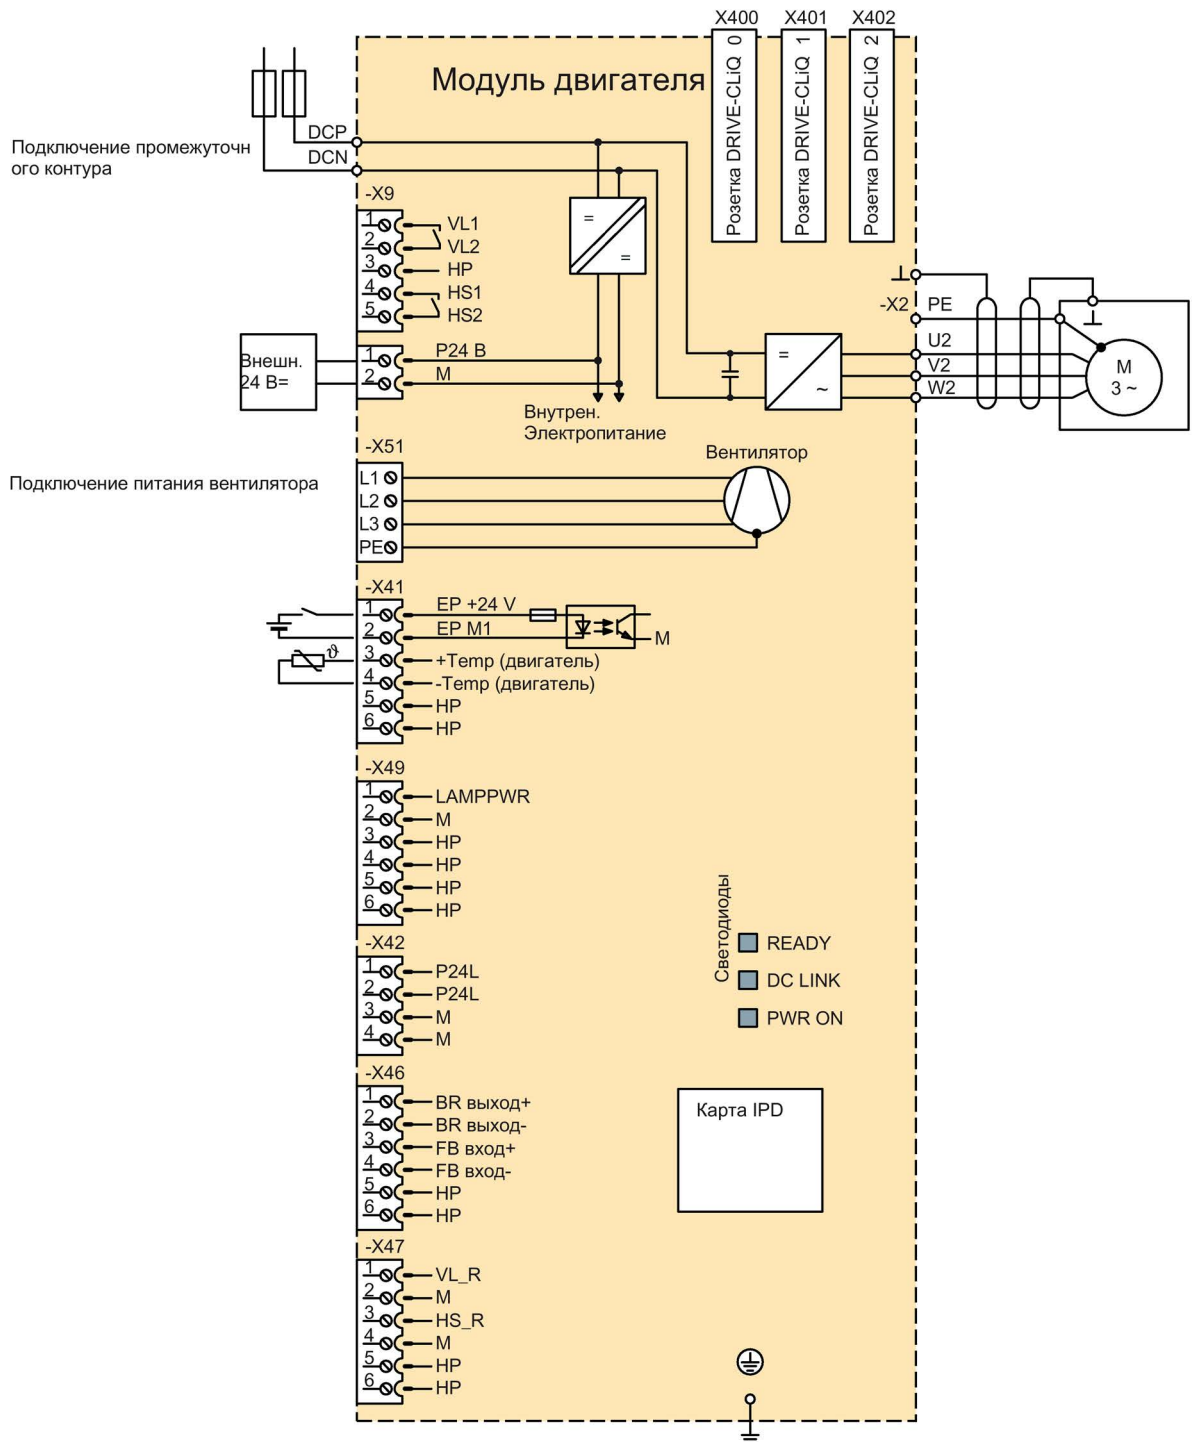 X400
X401
X402
Модуль двигателя
Розетка DRIVE-CLiQ 0
Розетка DRIVE-CLiQ 1
Розетка DRIVE-CLiQ 2
Подключение промежуточн
ого контура
DCP
DCN
-X9
1
VL1
2
VL2
3
HP
4
HS1
5
HS2
=
=
Внешн.
24 В=
1
P24 В
2
M
Внутрен.
Электропитание
=
~
-X2
PE
U2
V2
W2
M
3 ~
-X51
Подключение питания вентилятора
L1
L2
L3
PE
Вентилятор
-X41
1
EP +24 V
2
EP M1
M
ϑ
3
+Temp (двигатель)
4
-Temp (двигатель)
5
HP
6
HP
-X49
1
LAMPPWR
2
M
3
HP
4
HP
5
HP
6
HP
Светодиоды
READY
DC LINK
PWR ON
-X42
1
P24L
2
P24L
3
M
4
M
-X46
1
BR выход+
2
BR выход-
3
FB вход+
4
FB вход-
5
HP
6
HP
Карта IPD
-X47
1
VL_R
2
M
3
HS_R
4
M
5
HP
6
HP